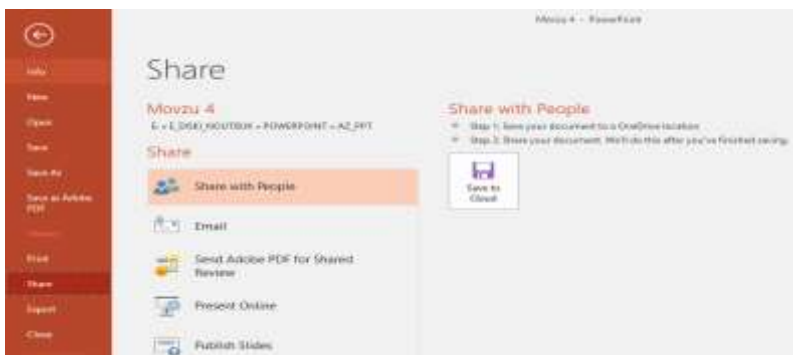 Movzu 4 - PowerPoint
Info
New
Open
Save
Save As
Save as Adobe
PDF
Print
Share
Export
Close
Share
Movzu 4
E: » E_DISKI_NOUTBUK » POWERPOINT » AZ_PPT
Share
Share with People
Email
Send Adobe PDF for Shared
Review
Present Online
Publish Slides
Share with People
Step 1: Save your document to a OneDrive location
Step 2: Share your document. We'll do this after you've finished saving.
Save to
Cloud